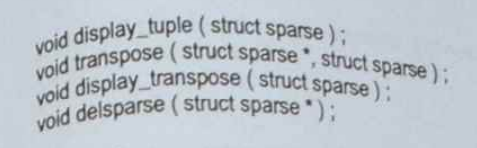 void display_tuple ( struct sparse ) ;
void transpose ( struct sparse *, struct sparse ) ;
void display_transpose ( struct sparse ) ;
void delsparse ( struct sparse * ) ;